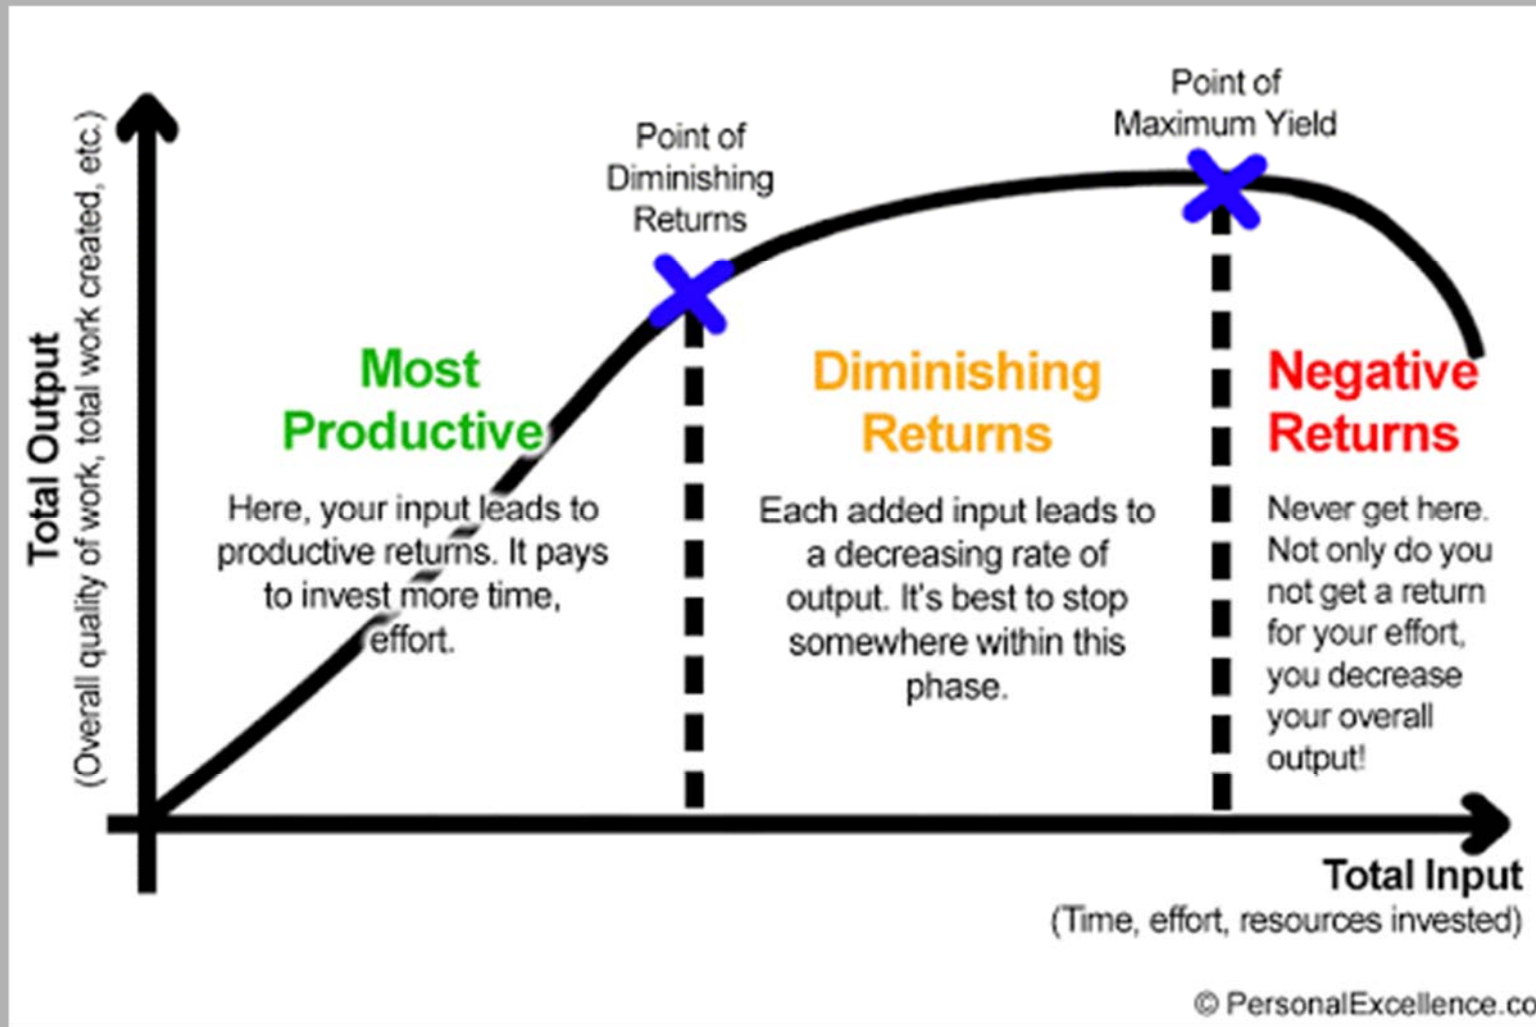 Point of
Maximum Yield
Point of
Diminishing
Returns
Total Output
(Overall quality of work, total work created, etc.)
Most
Productive
Here, your input leads to
productive returns. It pays
to invest more time,
effort.
Diminishing
Returns
Each added input leads to
a decreasing rate of
output. It's best to stop
somewhere within this
phase.
Negative
Returns
Never get here.
Not only do you
not get a return
for your effort,
you decrease
your overall
output!
Total Input
(Time, effort, resources invested)
© PersonalExcellence.co